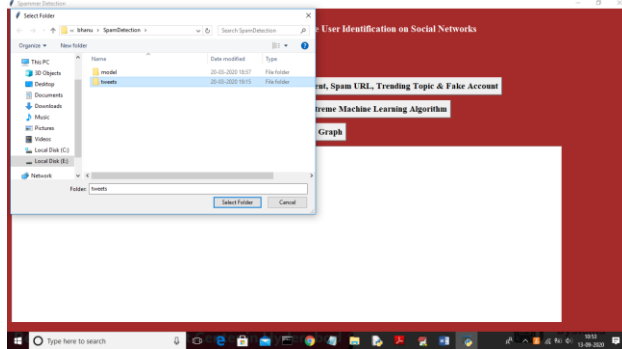 Spammer Detection
Select Folder
bhanu > SpamDetection >
Search SpamDetection
e User Identification on Social Networks
Organize
New folder
Name
Date modified
Type
This PC
3D Objects
Desktop
Documents
Downloads
Music
Pictures
Videos
Local Disk (C:)
Local Disk (E:)
Network
model
20-03-2020 18:57
File folder
tweets
20-03-2020 16:15
File folder
ent, Spam URL, Trending Topic & Fake Account
treme Machine Learning Algorithm
Graph
Folder:
tweets
Select Folder
Cancel
Type here to search
10:53
13-09-2020